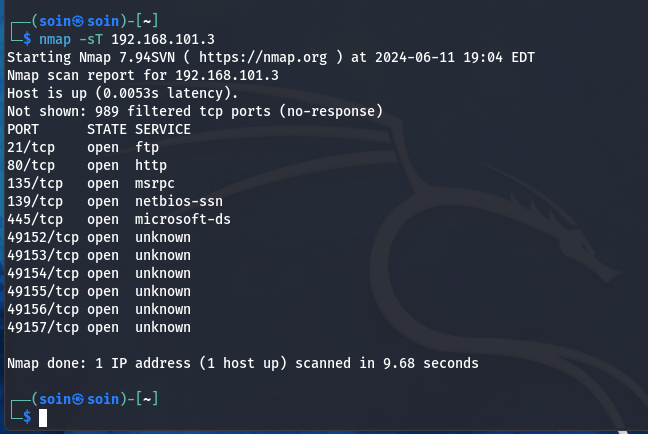 ┌──(soin㉿soin)-[~]
└─$ nmap -sT 192.168.101.3
Starting Nmap 7.94SVN ( https://nmap.org ) at 2024-06-11 19:04 EDT
Nmap scan report for 192.168.101.3
Host is up (0.0053s latency).
Not shown: 989 filtered tcp ports (no-response)
PORT      STATE SERVICE
21/tcp    open  ftp
80/tcp    open  http
135/tcp   open  msrpc
139/tcp   open  netbios-ssn
445/tcp   open  microsoft-ds
49152/tcp open  unknown
49153/tcp open  unknown
49154/tcp open  unknown
49155/tcp open  unknown
49156/tcp open  unknown
49157/tcp open  unknown
Nmap done: 1 IP address (1 host up) scanned in 9.68 seconds
┌──(soin㉿soin)-[~]
└─$